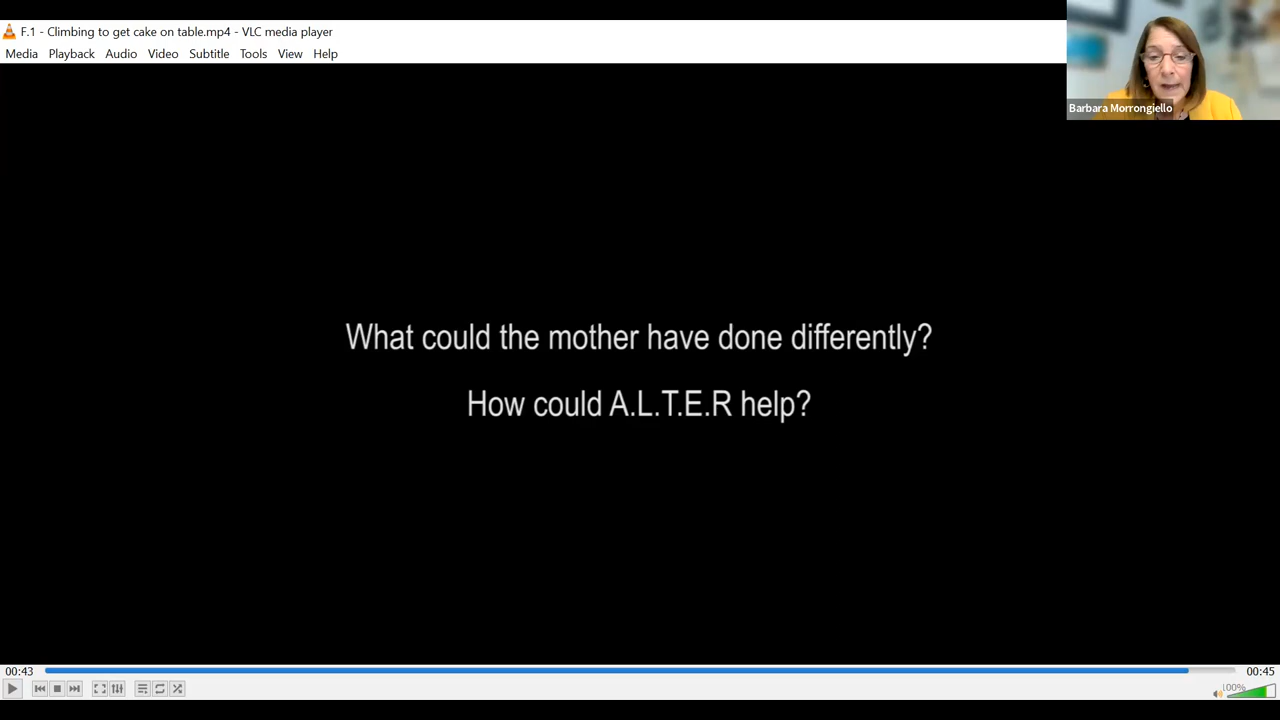 F.1 - Climbing to get cake on table.mp4 - VLC media player
Media Playback Audio Video Subtitle Tools View Help
Barbara Morrongiello
What could the mother have done differently?
How could A.L.T.E.R help?
00:43
00:45
100%